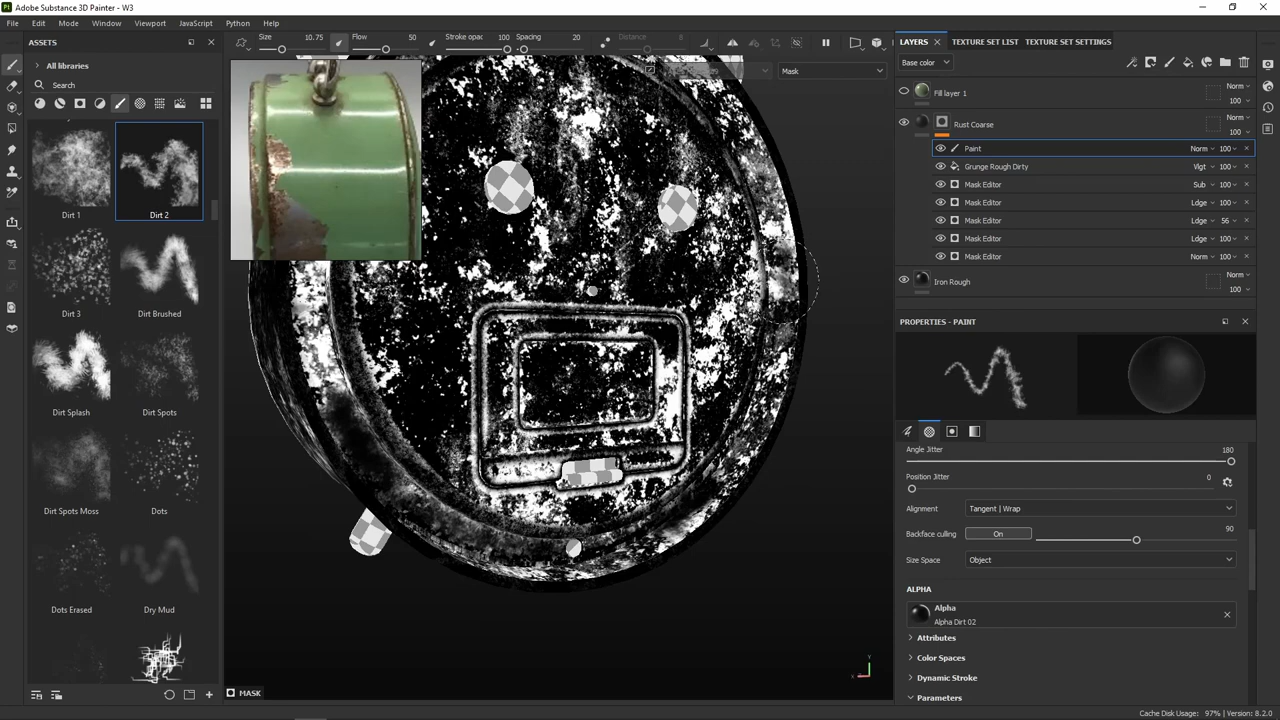 Adobe Substance 3D Painter - W3
File Edit Mode Window Viewport JavaScript Python Help
Size 10.75 Flow 50 Stroke opac 100 Spacing 20 Distance 8
Mask
ASSETS
All libraries
Search
Dirt 1 Dirt 2
Dirt 3 Dirt Brushed
Dirt Splash Dirt Spots
Dirt Spots Moss Dots
Dots Erased Dry Mud
MASK
LAYERS TEXTURE SET LIST TEXTURE SET SETTINGS
Base color
Fill layer 1 Norm 100
Rust Coarse Norm 100
Paint Norm 100
Grunge Rough Dirty Vlgt 100
Mask Editor Sub 100
Mask Editor Ldge 100
Mask Editor Ldge 56
Mask Editor Ldge 100
Mask Editor Norm 100
Iron Rough Norm 100
PROPERTIES - PAINT
Angle Jitter 180
Position Jitter 0
Alignment Tangent | Wrap
Backface culling On 90
Size Space Object
ALPHA
Alpha
Alpha Dirt 02
Attributes
Color Spaces
Dynamic Stroke
Parameters
Cache Disk Usage: 97% | Version: 8.2.0